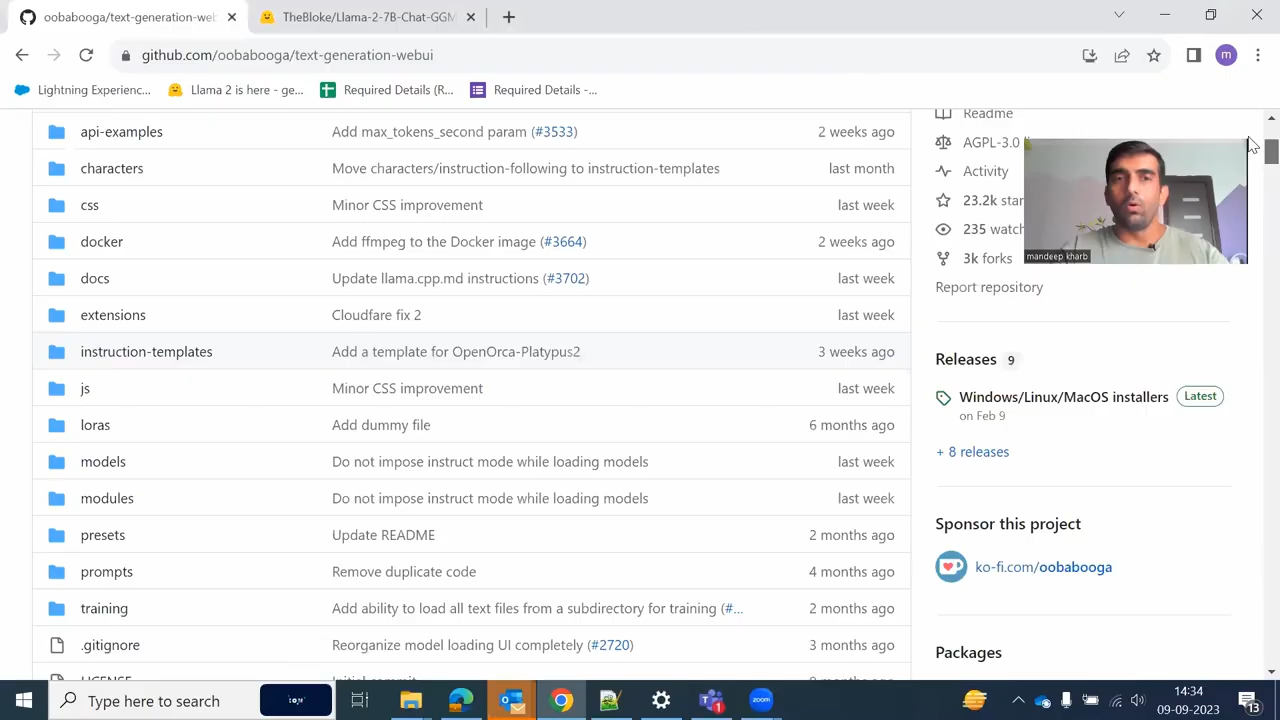 oobabooga/text-generation-wel
TheBloke/Llama-2-7B-Chat-GGM
github.com/oobabooga/text-generation-webui
m
Lightning Experienc...
Llama 2 is here - ge...
Required Details (R...
Required Details -...
api-examples Add max_tokens_second param (#3533) 2 weeks ago
characters Move characters/instruction-following to instruction-templates last month
css Minor CSS improvement last week
docker Add ffmpeg to the Docker image (#3664) 2 weeks ago
docs Update llama.cpp.md instructions (#3702) last week
extensions Cloudfare fix 2 last week
instruction-templates Add a template for OpenOrca-Platypus2 3 weeks ago
js Minor CSS improvement last week
loras Add dummy file 6 months ago
models Do not impose instruct mode while loading models last week
modules Do not impose instruct mode while loading models last week
presets Update README 2 months ago
prompts Remove duplicate code 4 months ago
training Add ability to load all text files from a subdirectory for training (#... 2 months ago
.gitignore Reorganize model loading UI completely (#2720) 3 months ago
Readme
AGPL-3.0
Activity
23.2k star
235 watch
3k forks
Report repository
mandeep kharb
Releases 9
Windows/Linux/MacOS installers Latest
on Feb 9
+ 8 releases
Sponsor this project
ko-fi.com/oobabooga
Packages
Type here to search
14:34
09-09-2023
13